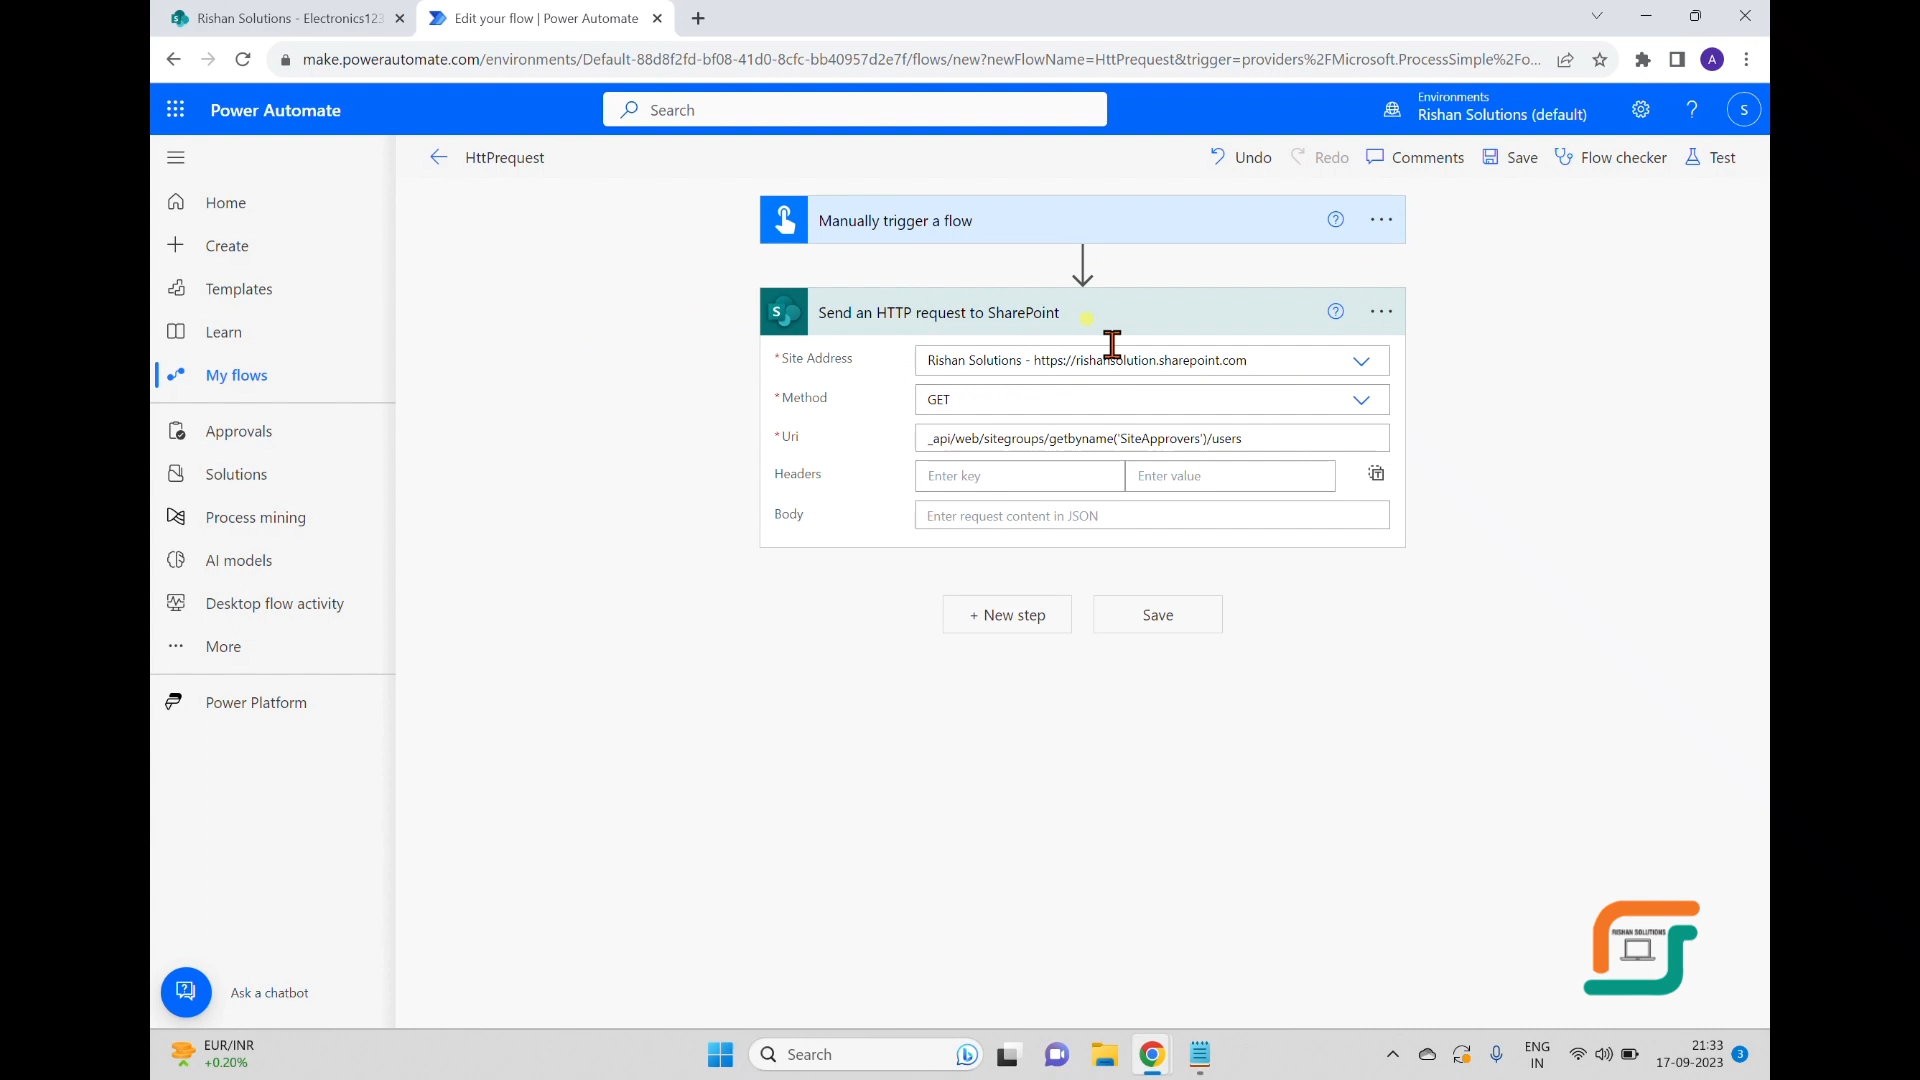 Rishan Solutions - Electronics123
Edit your flow | Power Automate
make.powerautomate.com/environments/Default-88d8f2fd-bf08-41d0-8cfc-bb40957d2e7f/flows/new?newFlowName=HttPrequest&trigger=providers%2FMicrosoft.ProcessSimple%2Fo...
A
Power Automate
Search
Environments
Rishan Solutions (default)
?
S
HttPrequest
Undo
Redo
Comments
Save
Flow checker
Test
Home
Create
Templates
Learn
My flows
Approvals
Solutions
Process mining
AI models
Desktop flow activity
More
Power Platform
Ask a chatbot
Manually trigger a flow
Send an HTTP request to SharePoint
* Site Address
Rishan Solutions - https://rishansolution.sharepoint.com
* Method
GET
* Uri
_api/web/sitegroups/getbyname('SiteApprovers')/users
Headers
Enter key
Enter value
Body
Enter request content in JSON
+ New step
Save
RISHAN SOLUTIONS
EUR/INR
+0.20%
Search
ENG
IN
21:33
17-09-2023
3